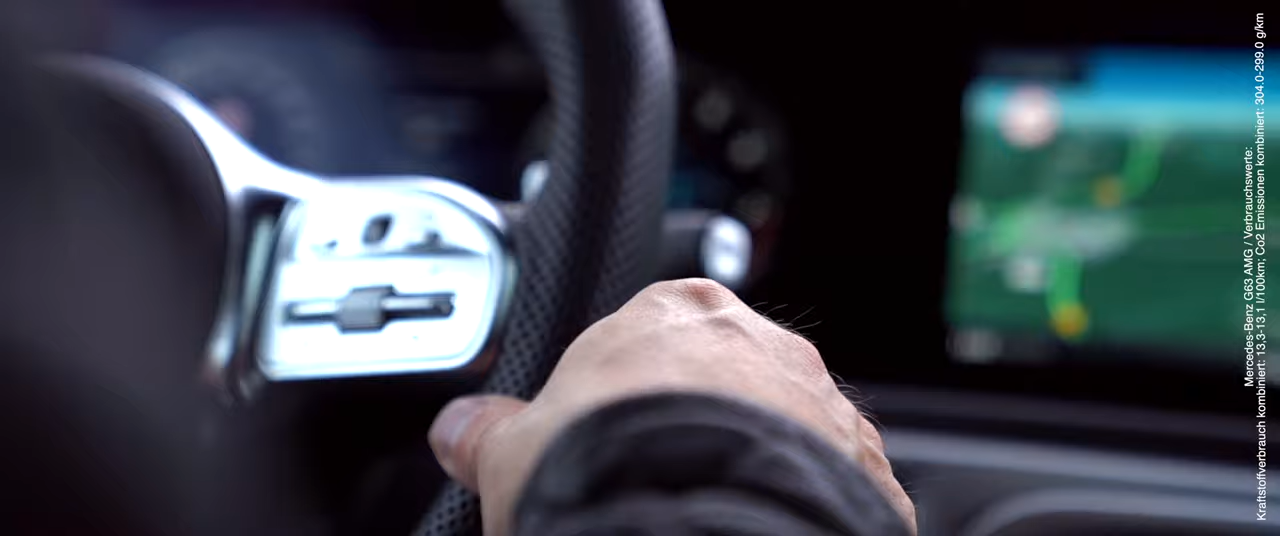 Mercedes-Benz G63 AMG / Verbrauchswerte:
Kraftstoffverbrauch kombiniert: 13,3-13,1 l/100km; Co2 Emissionen kombiniert: 304.0-299.0 g/km